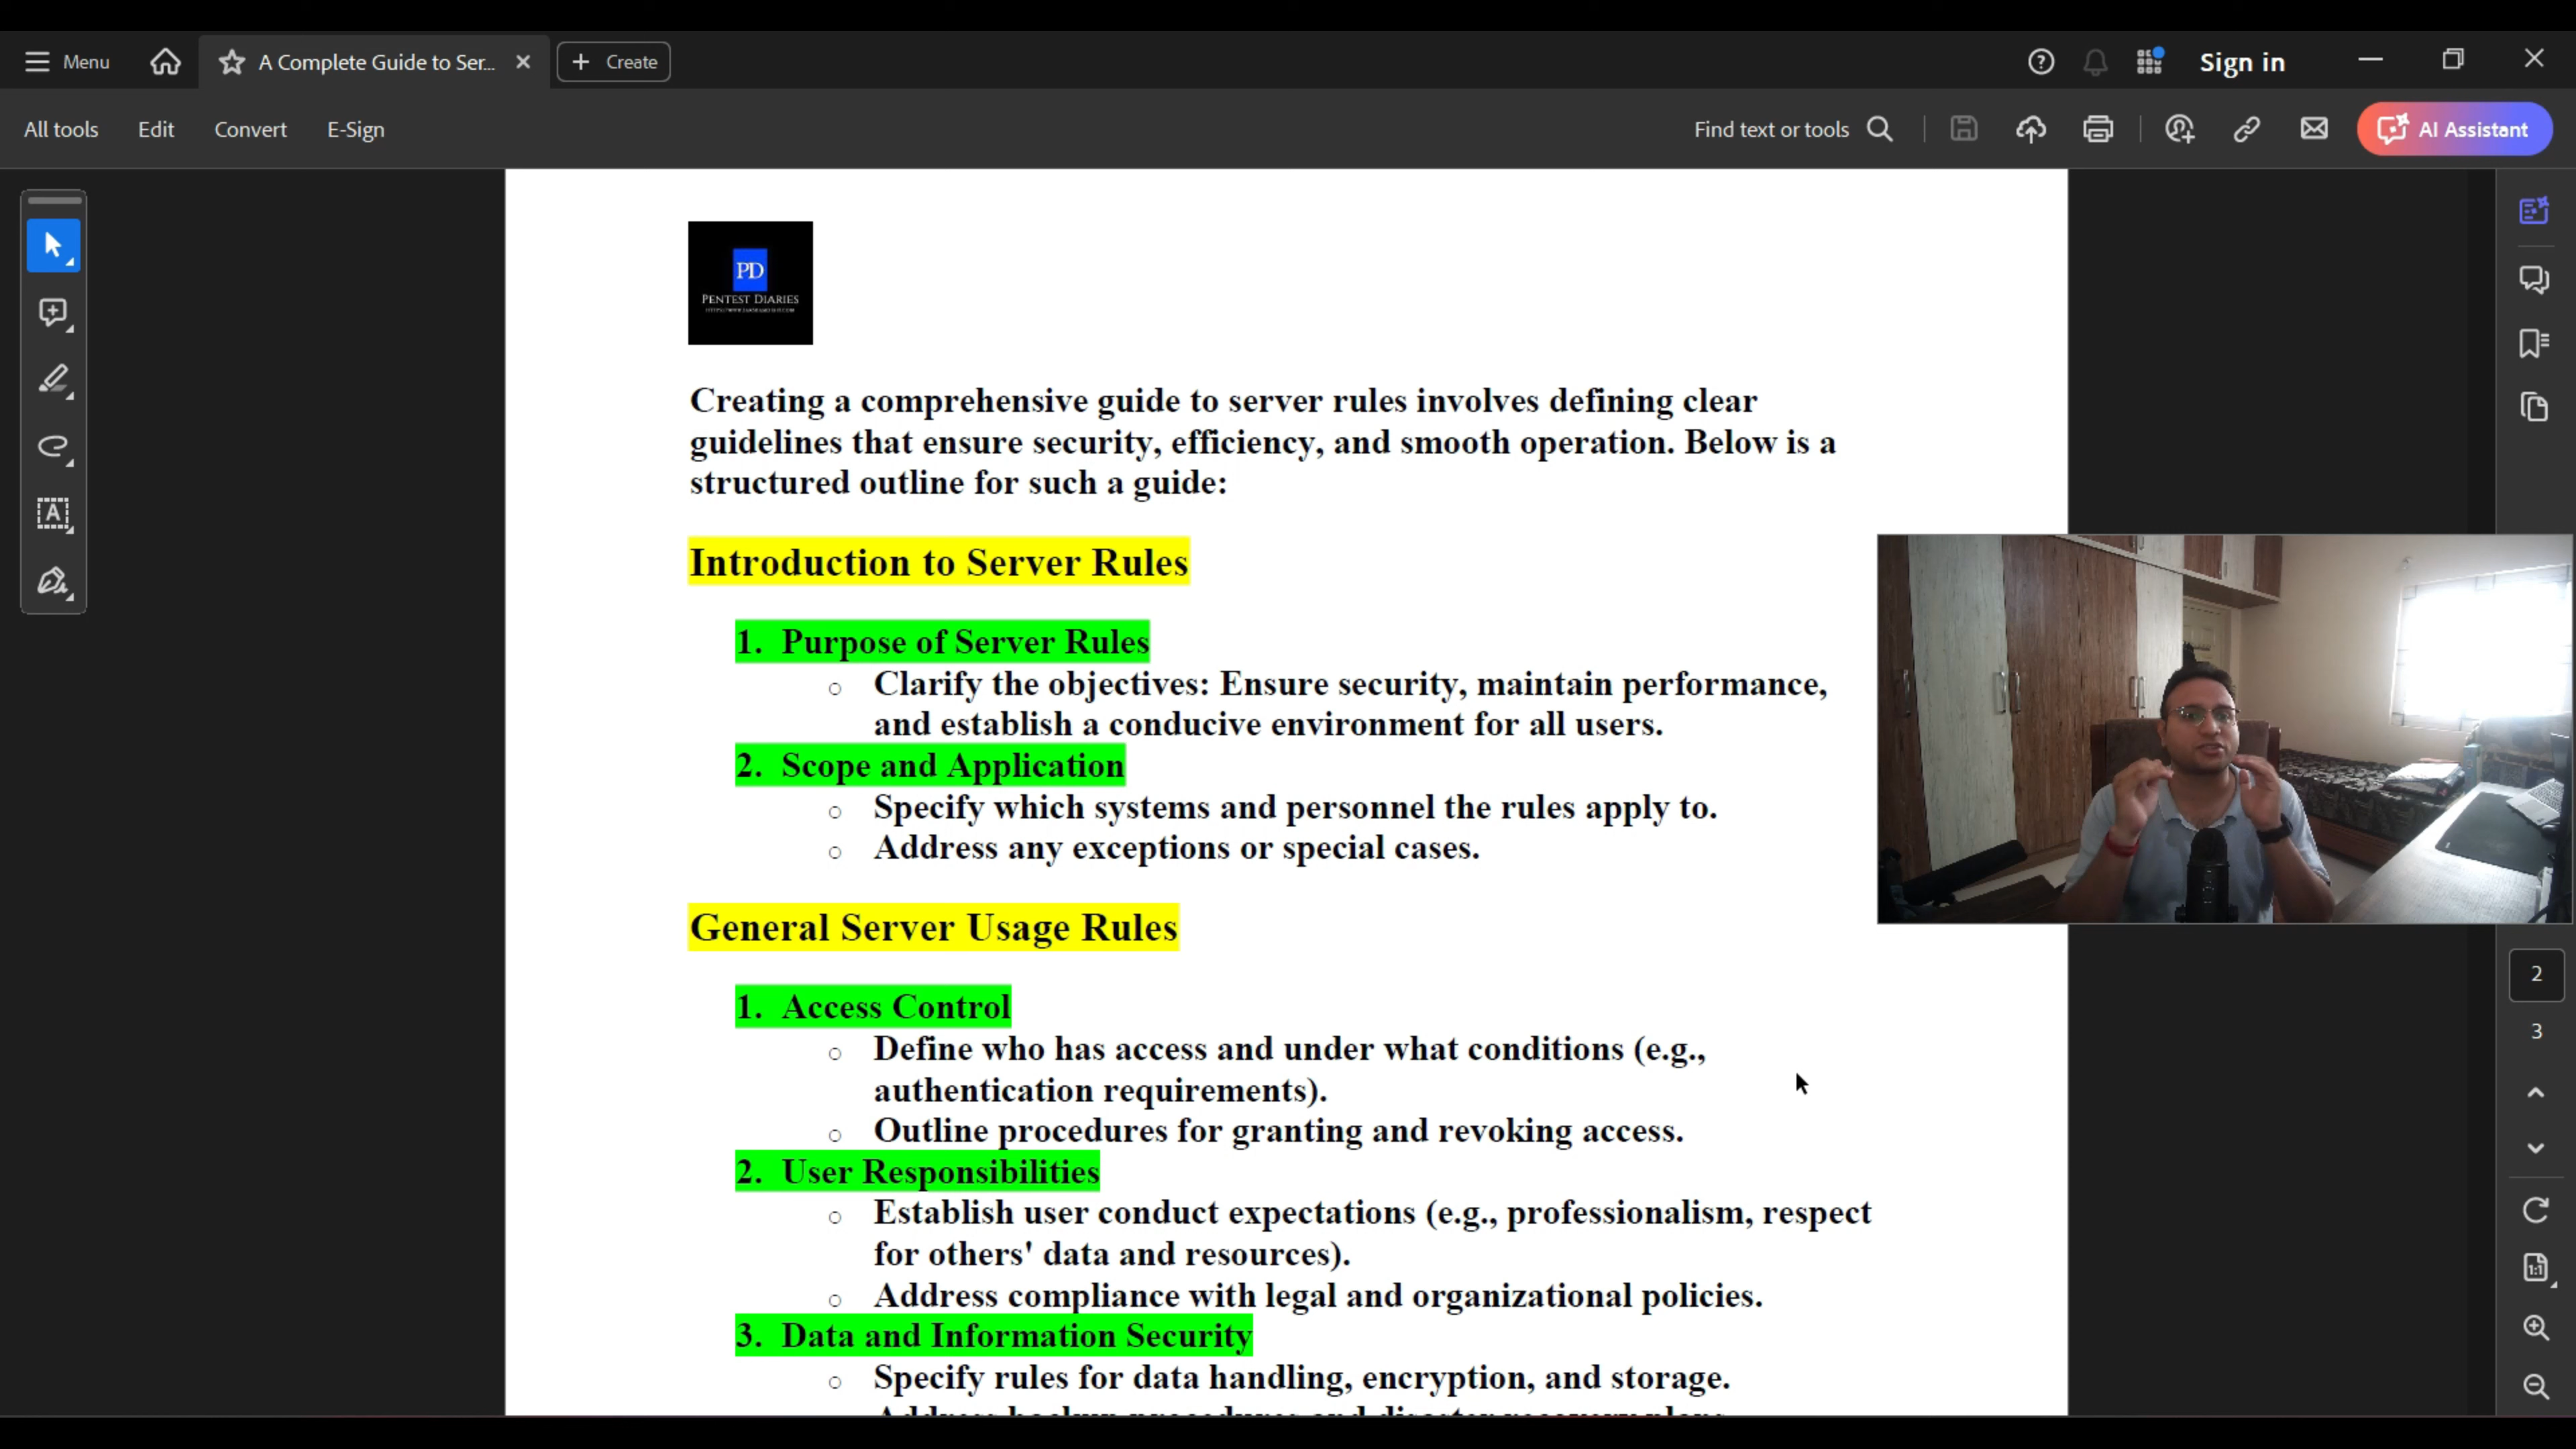 Menu
A Complete Guide to Ser...
Create
Sign in
All tools
Edit
Convert
E-Sign
Find text or tools
AI Assistant
PD
PENTEST DIARIES
Creating a comprehensive guide to server rules involves defining clear
guidelines that ensure security, efficiency, and smooth operation. Below is a
structured outline for such a guide:
Introduction to Server Rules
1. Purpose of Server Rules
Clarify the objectives: Ensure security, maintain performance,
and establish a conducive environment for all users.
2. Scope and Application
Specify which systems and personnel the rules apply to.
Address any exceptions or special cases.
General Server Usage Rules
1. Access Control
Define who has access and under what conditions (e.g.,
authentication requirements).
Outline procedures for granting and revoking access.
2. User Responsibilities
Establish user conduct expectations (e.g., professionalism, respect
for others' data and resources).
Address compliance with legal and organizational policies.
3. Data and Information Security
Specify rules for data handling, encryption, and storage.
Address backup procedures and disaster recovery plans.
2
3